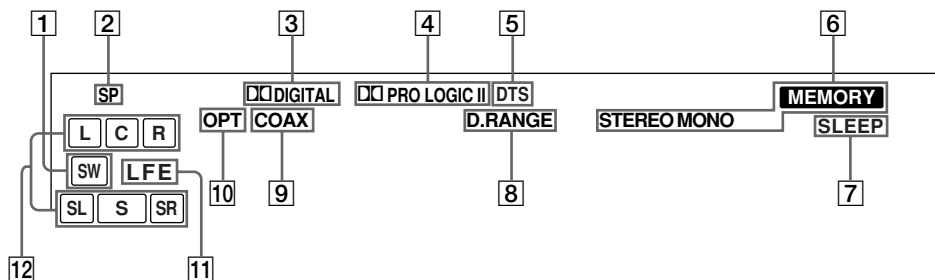 1 2 3 4 5 6
SP DIGITAL PRO LOGIC II DTS MEMORY
OPT COAX D.RANGE STEREO MONO SLEEP
L C R
SW LFE
SL S SR
10 9 8 7
12 11